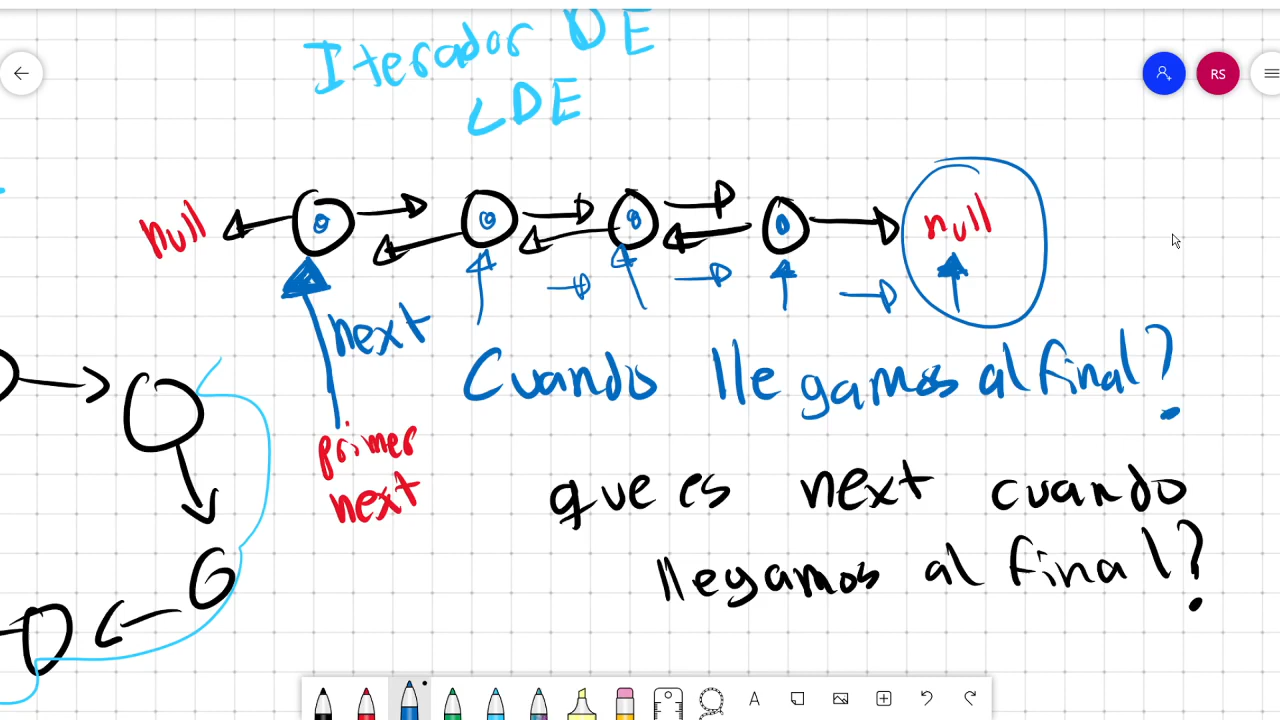 Iterador DE
LDE
RS
null
null
next
Cuando llegamos al final?
primer
next
que es next cuando
llegamos al final?
A